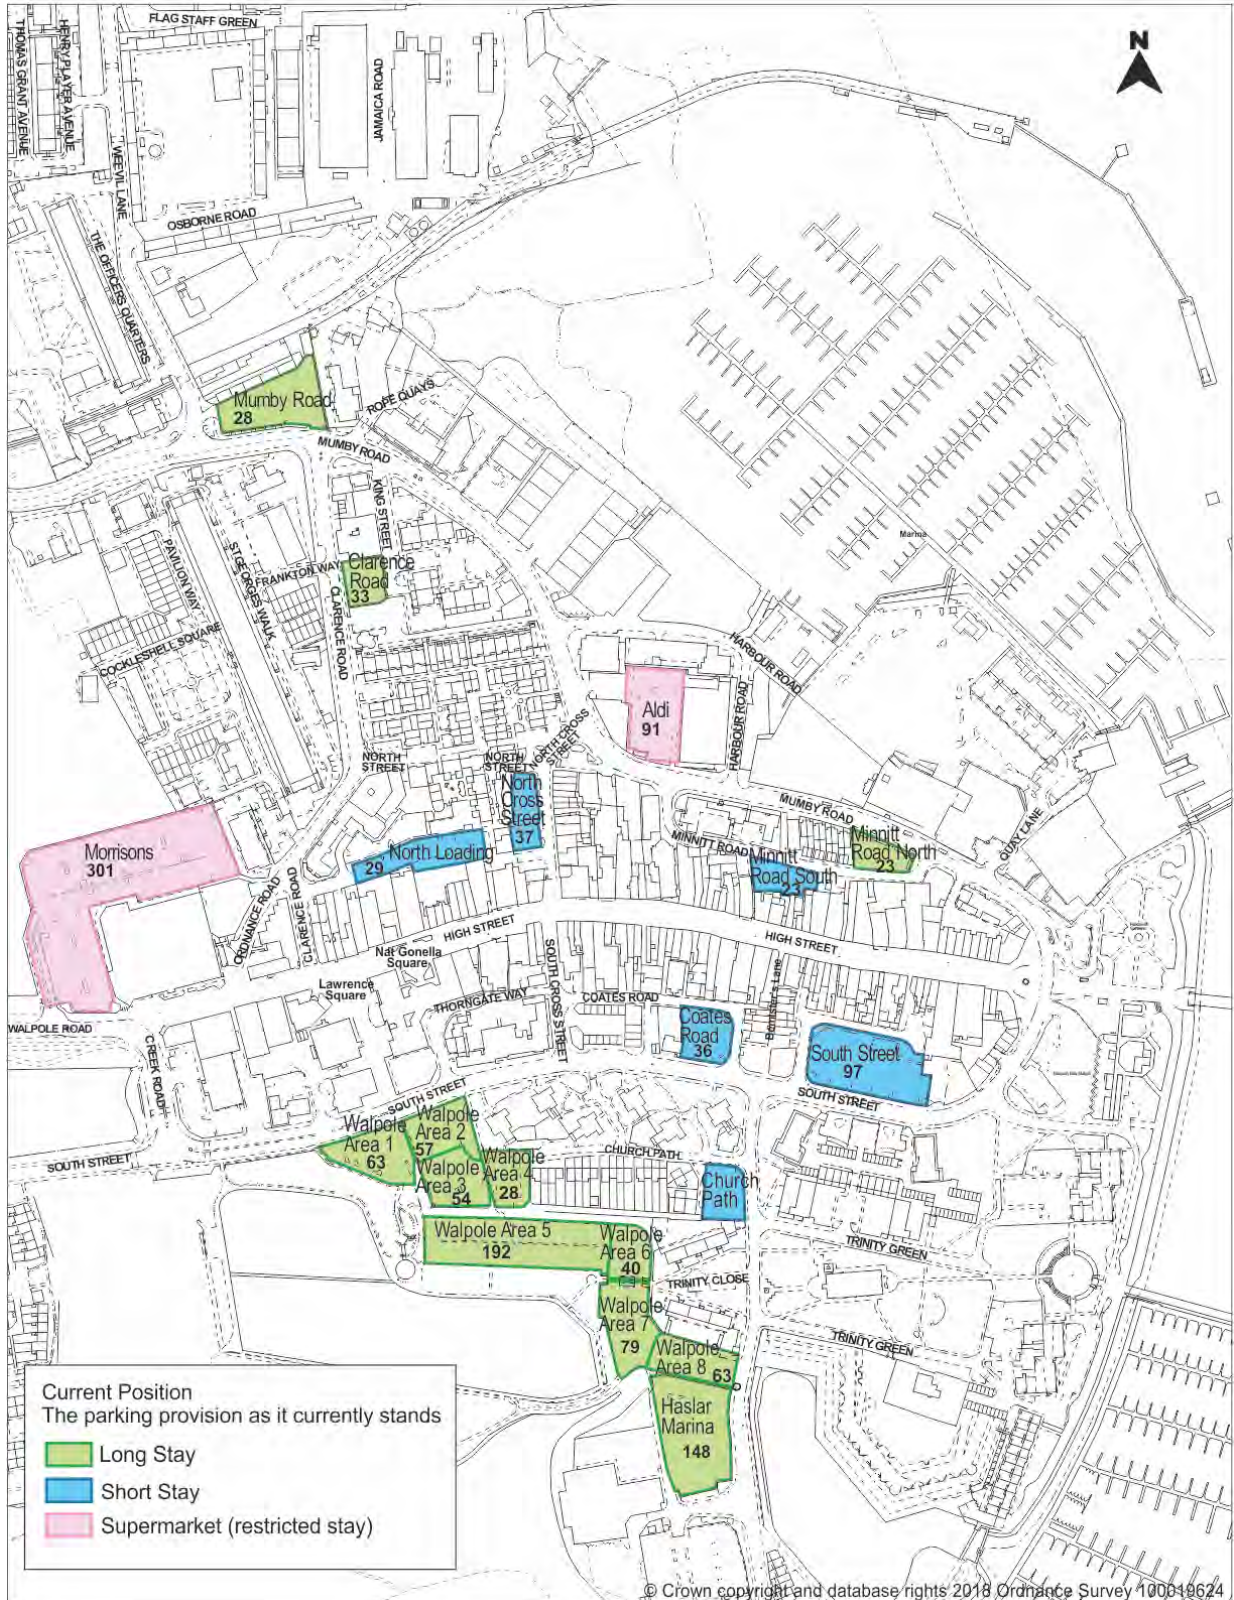 FLAG STAFF GREEN
THOMAS GRANT AVENUE
HENRY PLAYER AVENUE
WEEVIL LANE
JAMAICA ROAD
N
OSBORNE ROAD
THE OFFICERS QUARTERS
Mumby Road
28
ROPE QUAYS
MUMBY ROAD
KING STREET
Marina
PAVILION WAY
ST GEORGES WALK
FRANKTON WAY
Clarence
Road
33
CLARENCE ROAD
COCKLESHELL SQUARE
HARBOUR ROAD
HARBOUR ROAD
Aldi
91
NORTH CROSS
STREET
NORTH
STREET
NORTH
STREET
North
Cross
Street
37
MUMBY ROAD
QUAY LANE
MINNITT ROAD
Minnitt
Road North
23
Minnitt
Road South
23
Morrisons
301
North Loading
29
ORDNANCE ROAD
CLARENCE ROAD
HIGH STREET
HIGH STREET
Nat Gonella
Square
Lawrence
Square
THORNGATE WAY
SOUTH CROSS STREET
COATES ROAD
Coates
Road
36
Bemisters Lane
South Street
97
WALPOLE ROAD
CREEK ROAD
SOUTH STREET
SOUTH STREET
SOUTH STREET
Walpole
Area 1
63
Walpole
Area 2
57
Walpole
Area 3
54
Walpole
Area 4
28
CHURCH PATH
Church
Path
Walpole Area 5
192
Walpole
Area 6
40
TRINITY GREEN
TRINITY CLOSE
Walpole
Area 7
79
Walpole
Area 8
63
TRINITY GREEN
Haslar
Marina
148
Current Position
The parking provision as it currently stands
Long Stay
Short Stay
Supermarket (restricted stay)
© Crown copyright and database rights 2018 Ordnance Survey 100019624